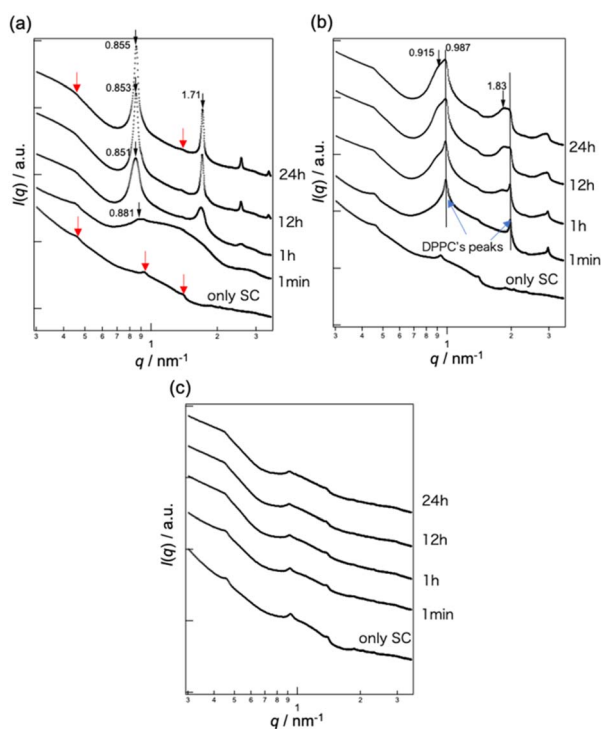 (a)
0.855
0.853
0.851
0.881
1.71
24h
12h
1h
1min
only SC
I(q) / a.u.
3 4 5 6 7 8 9 1 2 3
q / nm⁻¹
(b)
0.915
0.987
1.83
24h
12h
1h
1min
DPPC's peaks
only SC
I(q) / a.u.
3 4 5 6 7 8 9 1 2 3
q / nm⁻¹
(c)
24h
12h
1h
1min
only SC
I(q) / a.u.
3 4 5 6 7 8 9 1 2 3
q / nm⁻¹